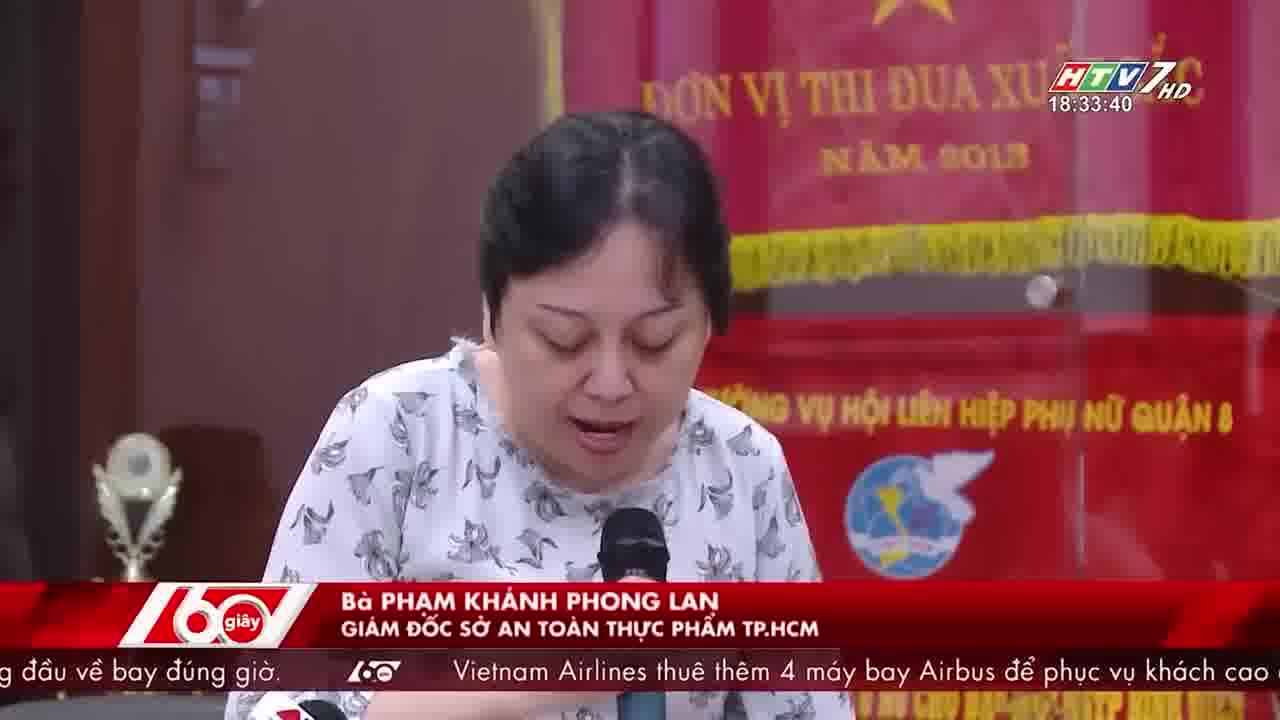 ĐƠN VỊ THI ĐUA
NĂM 2013
HTV7 HD
18:33:40
VỤ HỘI LIÊN HIỆP PHỤ NỮ QUẬN 8
60 giây
Bà PHẠM KHÁNH PHONG LAN
GIÁM ĐỐC SỞ AN TOÀN THỰC PHẨM TP.HCM
đầu về bay đúng giờ. 60 Vietnam Airlines thuê thêm 4 máy bay Airbus để phục vụ khách cao